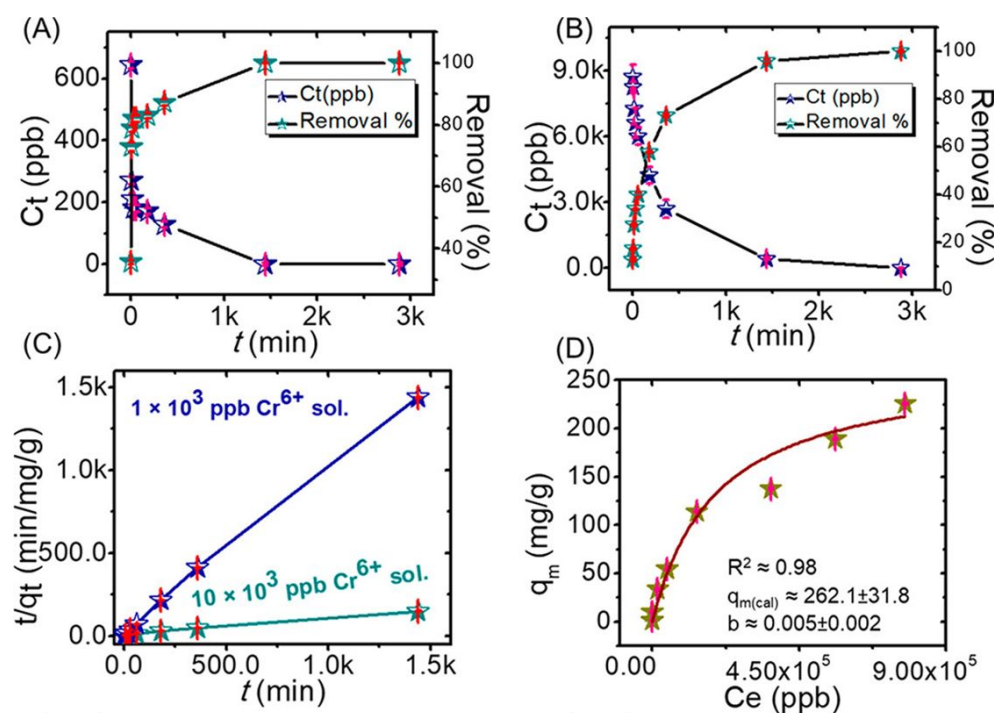 (A)
600
400
200
0
Ct (ppb)
0
1k
2k
3k
t (min)
100
80
60
40
Removal (%)
Ct(ppb)
Removal %
(B)
9.0k
6.0k
3.0k
0.0
Ct (ppb)
0
1k
2k
3k
t (min)
100
80
60
40
20
0
Removal (%)
Ct (ppb)
Removal %
(C)
1.5k
1.0k
500.0
0.0
t/qt (min/mg/g)
1 × 10³ ppb Cr⁶⁺ sol.
10 × 10³ ppb Cr⁶⁺ sol.
0.0
500.0
1.0k
1.5k
t (min)
(D)
250
200
150
100
50
0
qₘ (mg/g)
R² ≈ 0.98
qₘ₍cal₎ ≈ 262.1±31.8
b ≈ 0.005±0.002
0.00
4.50x10⁵
9.00x10⁵
Ce (ppb)